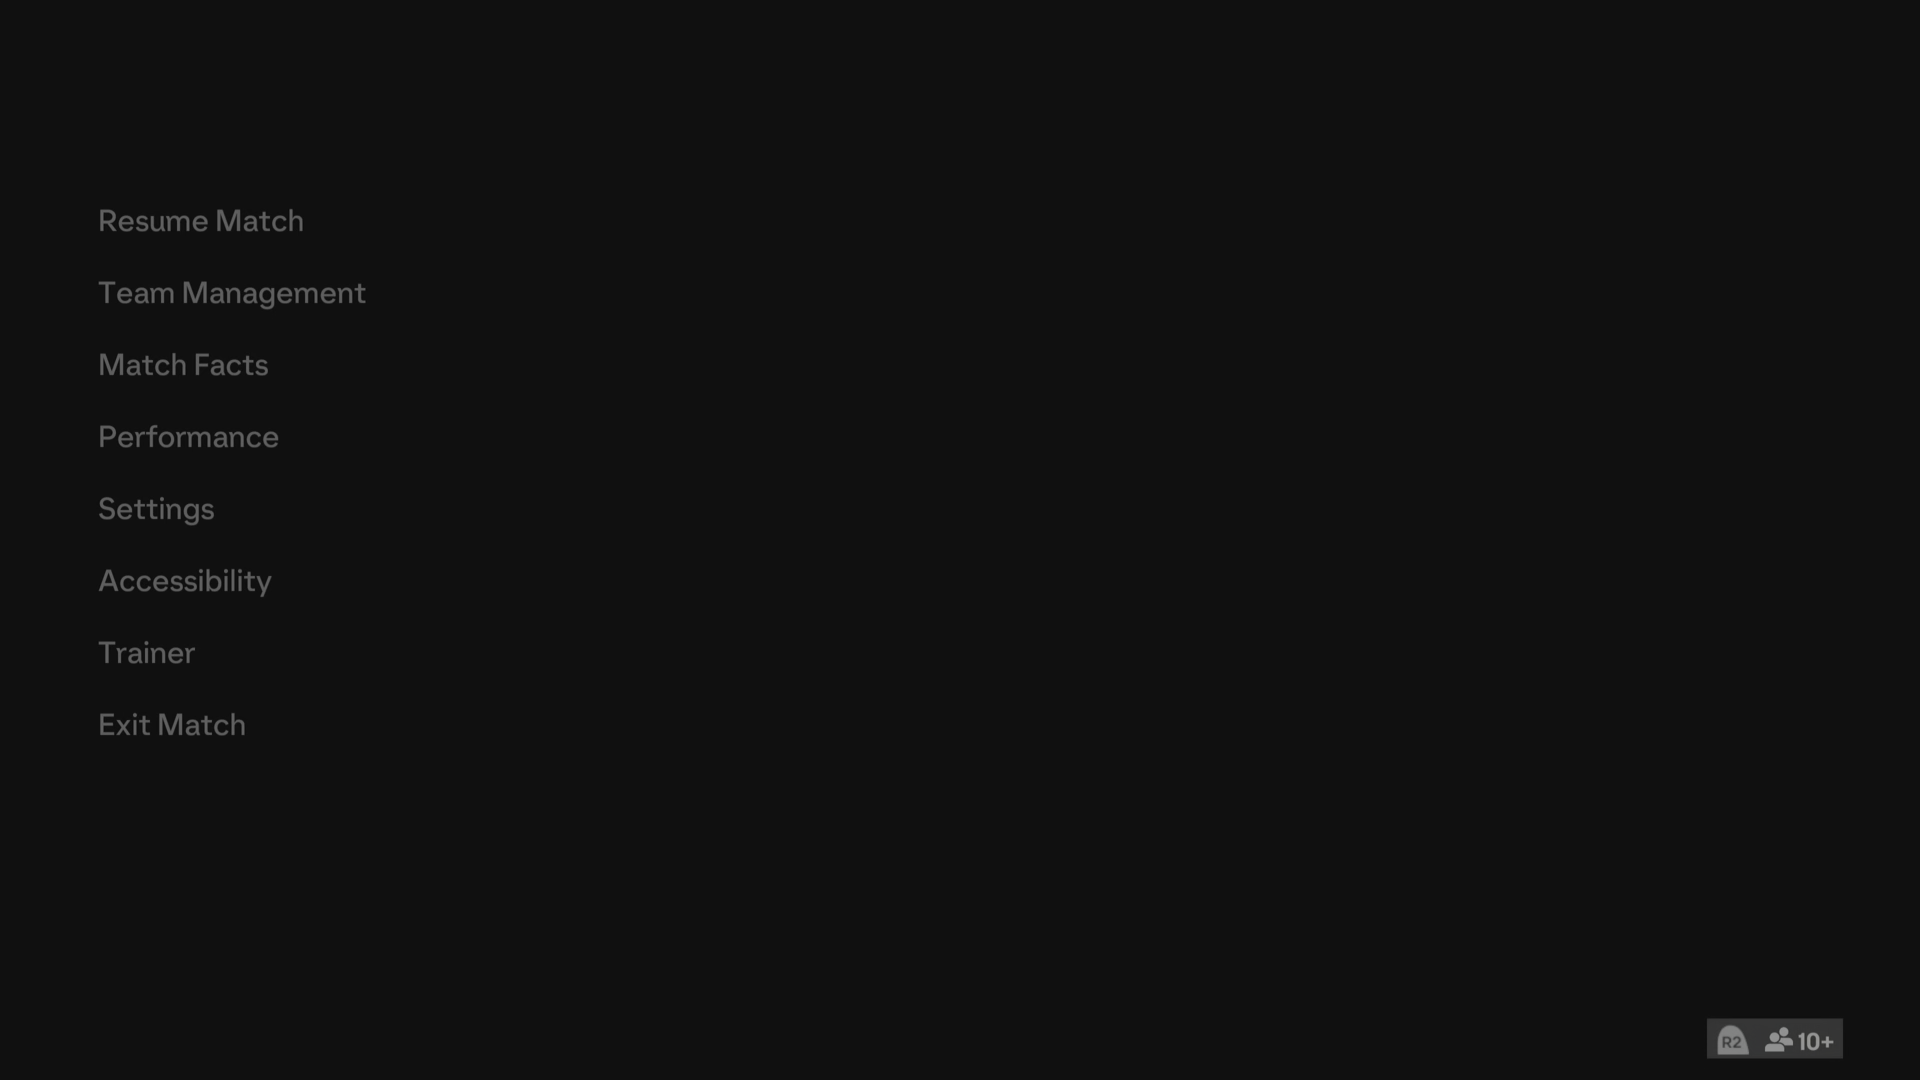 Resume Match
Team Management
Match Facts
Performance
Settings
Accessibility
Trainer
Exit Match
R2 10+